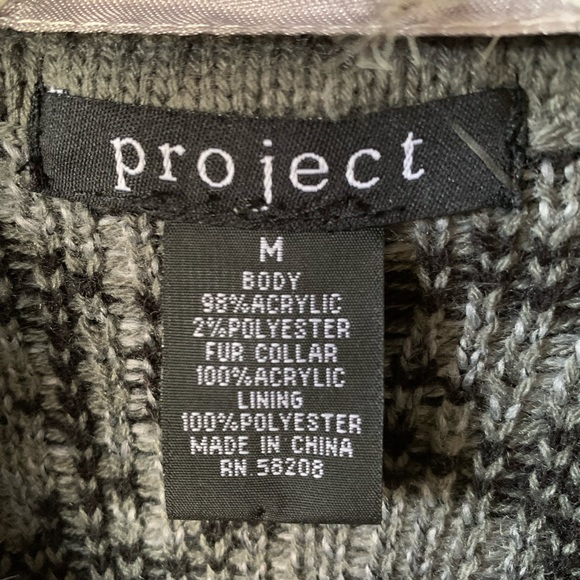 project
M
BODY
98%ACRYLIC
2%POLYESTER
FUR COLLAR
100%ACRYLIC
LINING
100%POLYESTER
MADE IN CHINA
RN 58208